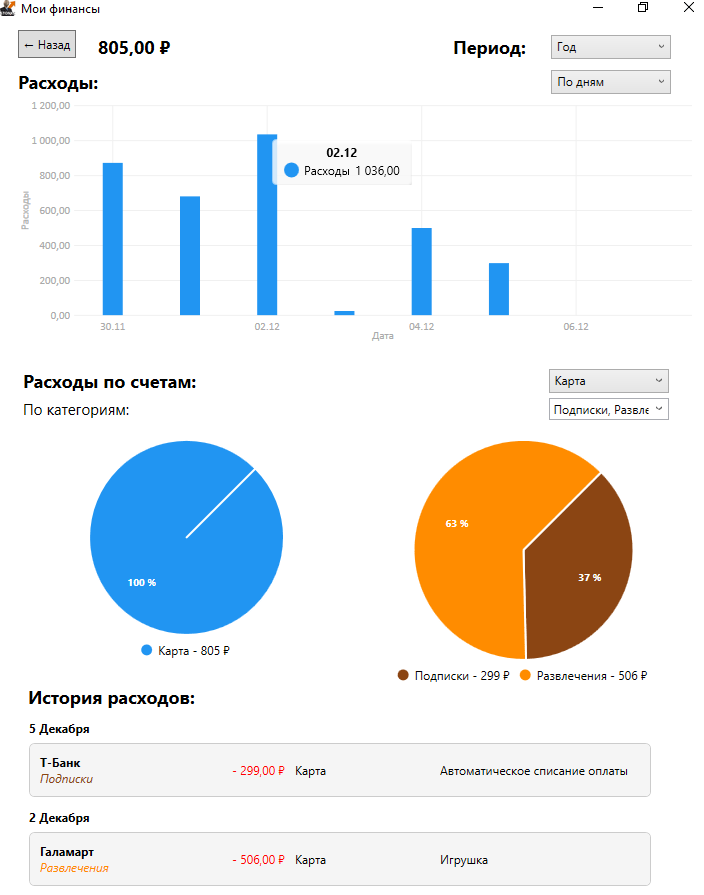 Мои финансы
← Назад
805,00 ₽
Период:
Год
Расходы:
По дням
1 200,00
1 000,00
800,00
600,00
400,00
200,00
0,00
Расходы
02.12
Расходы 1 036,00
30.11
02.12
04.12
06.12
Дата
Расходы по счетам:
Карта
По категориям:
Подписки, Развле
100 %
63 %
37 %
Карта - 805 ₽
Подписки - 299 ₽
Развлечения - 506 ₽
История расходов:
5 Декабря
Т-Банк
Подписки
- 299,00 ₽
Карта
Автоматическое списание оплаты
2 Декабря
Галамарт
Развлечения
- 506,00 ₽
Карта
Игрушка